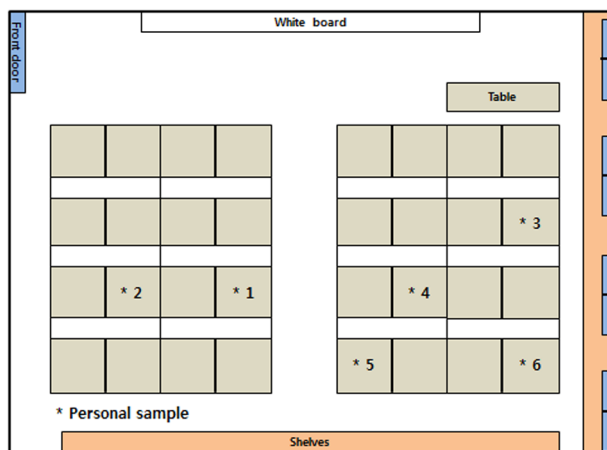 Front door
White board
Table
* 3
* 2
* 1
* 4
* 5
* 6
* Personal sample
Shelves